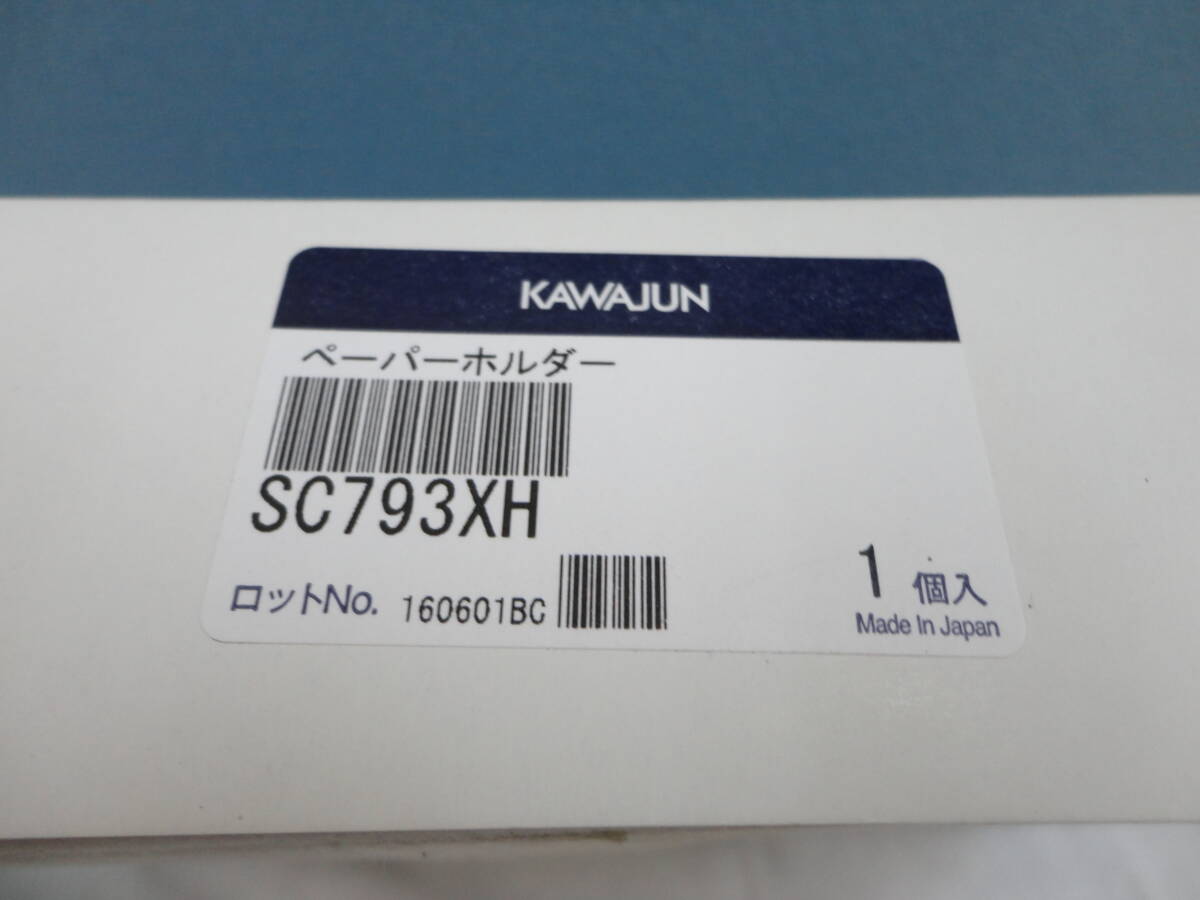 KAWAJUN
ペーパーホルダー
SC793XH
ロットNo. 160601BC
1 個入
Made In Japan